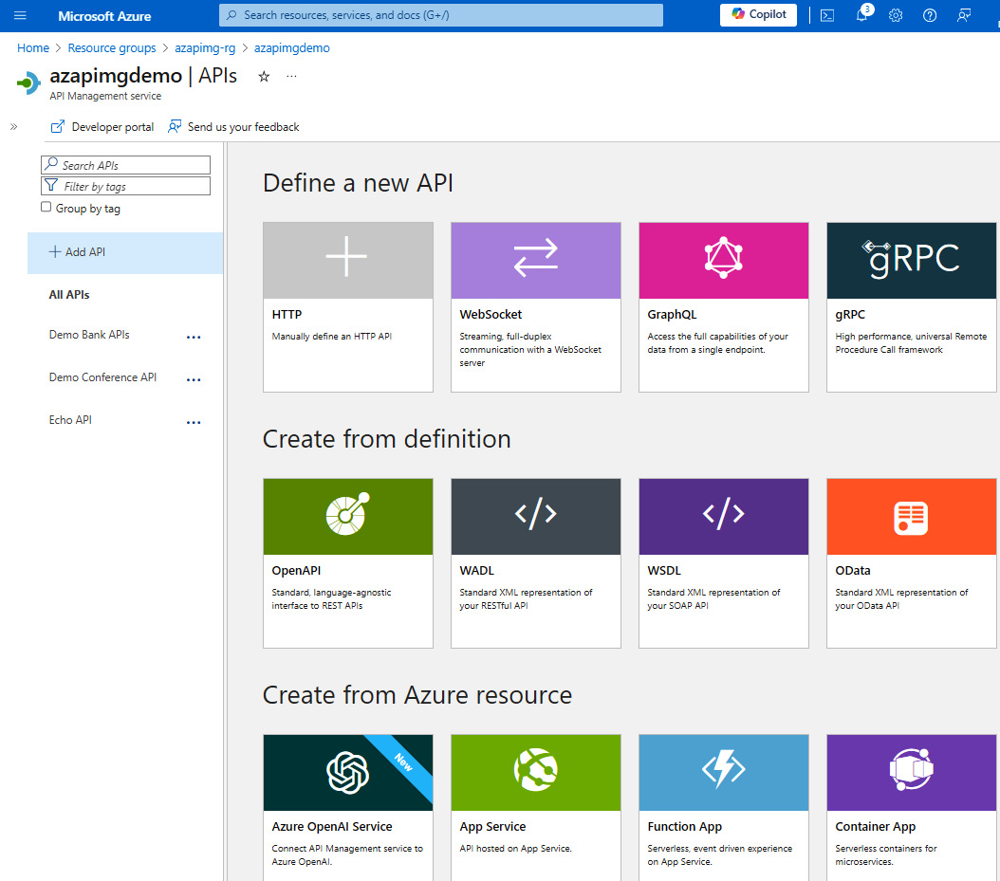 Microsoft Azure
Search resources, services, and docs (G+/)
Copilot
3
Home > Resource groups > azapimg-rg > azapimgdemo
azapimgdemo | APIs
API Management service
Developer portal
Send us your feedback
Search APIs
Filter by tags
Group by tag
Add API
All APIs
Demo Bank APIs
Demo Conference API
Echo API
Define a new API
HTTP
Manually define an HTTP API
WebSocket
Streaming, full-duplex
communication with a WebSocket
server
GraphQL
Access the full capabilities of your
data from a single endpoint.
gRPC
gRPC
High performance, universal Remote
Procedure Call framework
Create from definition
OpenAPI
Standard, language-agnostic
interface to REST APIs
WADL
Standard XML representation of
your RESTful API
WSDL
Standard XML representation of
your SOAP API
OData
Standard XML representation of
your OData API
Create from Azure resource
New
Azure OpenAI Service
Connect API Management service to
Azure OpenAI.
App Service
API hosted on App Service.
Function App
Serverless, event driven experience
on App Service.
Container App
Serverless containers for
microservices.